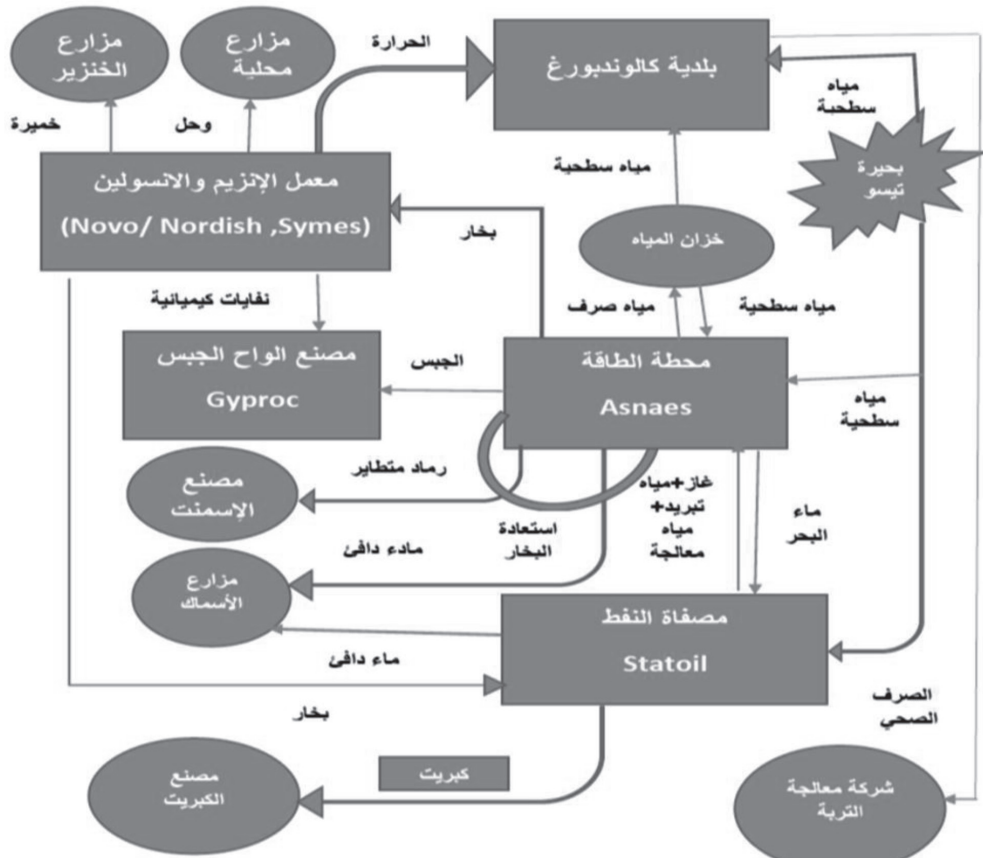 مزارع
الخنزير
مزارع
محلية
الحرارة
بلدية كالوندبورغ
مياه
سطحية
خميرة
وحل
معمل الإنزيم والانسولين
(Novo/ Nordish ,Symes)
مياه سطحية
بحيرة
تيسو
بخار
خزان المياه
نفايات كيميائية
مياه صرف
مياه سطحية
مصنع الواح الجبس
Gyproc
الجبس
محطة الطاقة
Asnaes
مياه
سطحية
مصنع
الإسمنت
رماد متطاير
استعادة
البخار
غاز+مياه
تبريد+
مياه
معالجة
ماء
البحر
مزارع
الأسماك
مادء دافئ
مصفاة النفط
Statoil
ماء دافئ
بخار
الصرف
الصحي
مصنع
الكبريت
كبريت
شركة معالجة
التربة